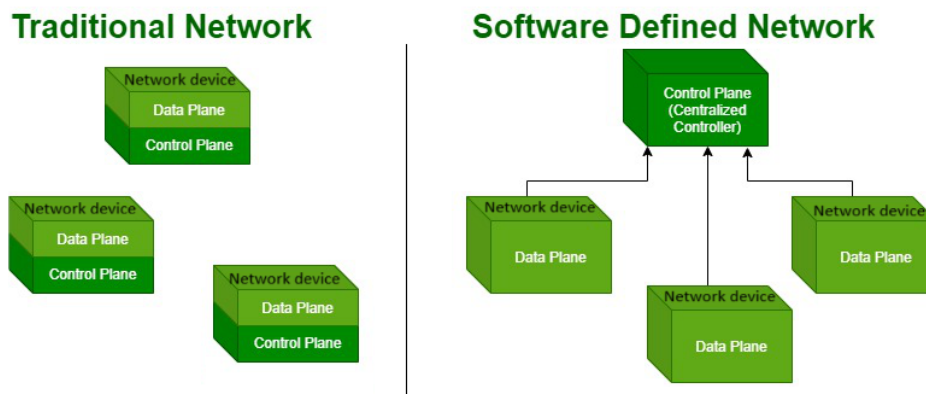 Traditional Network
Network device
Data Plane
Control Plane
Network device
Data Plane
Control Plane
Network device
Data Plane
Control Plane
Software Defined Network
Control Plane
(Centralized
Controller)
Network device
Data Plane
Network device
Data Plane
Network device
Data Plane